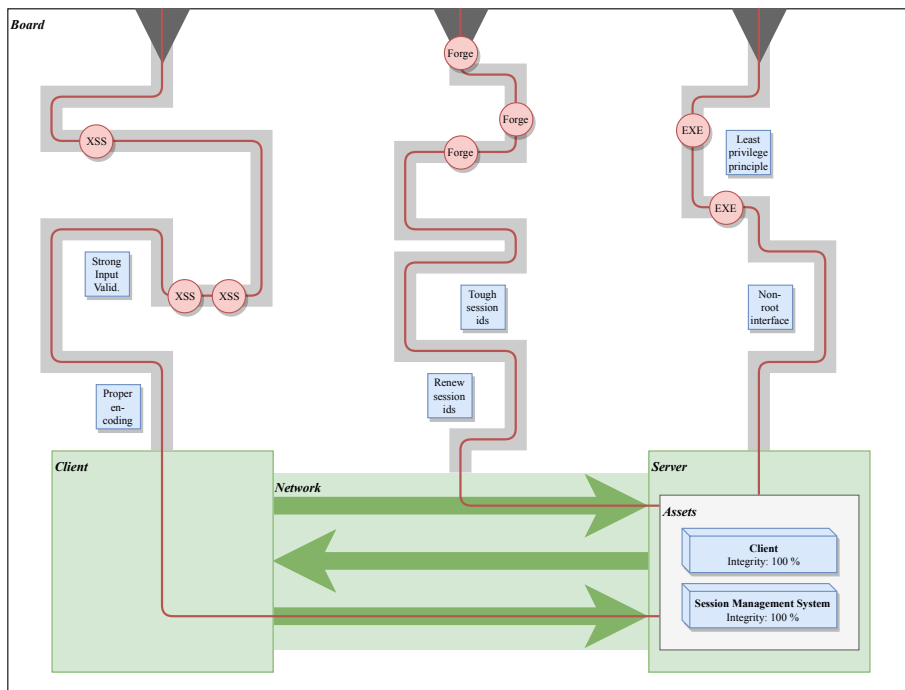 Board
Forge
XSS
Forge
EXE
Forge
Least
privilege
principle
EXE
Strong
Input
Valid.
XSS
XSS
Tough
session
ids
Non-
root
interface
Proper
en-
coding
Renew
session
ids
Client
Network
Server
Assets
Client
Integrity: 100 %
Session Management System
Integrity: 100 %